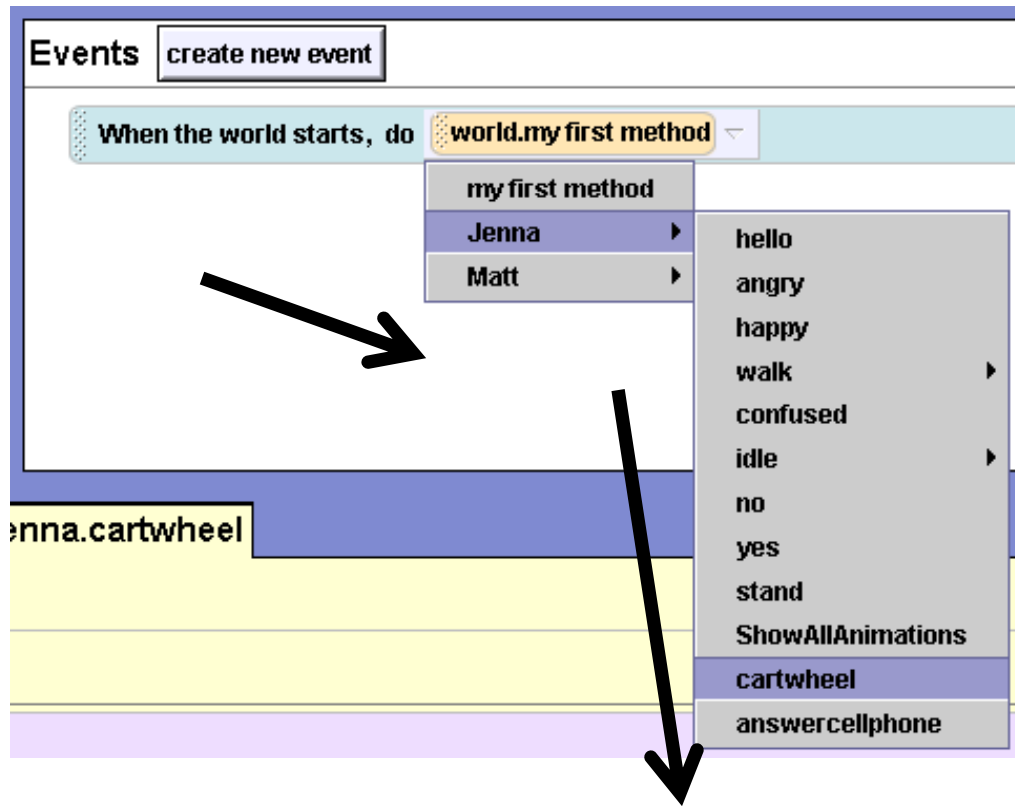 Events create new event
When the world starts, do world.my first method
my first method
Jenna
Matt
hello
angry
happy
walk
confused
idle
no
yes
stand
ShowAllAnimations
cartwheel
answercellphone
enna.cartwheel